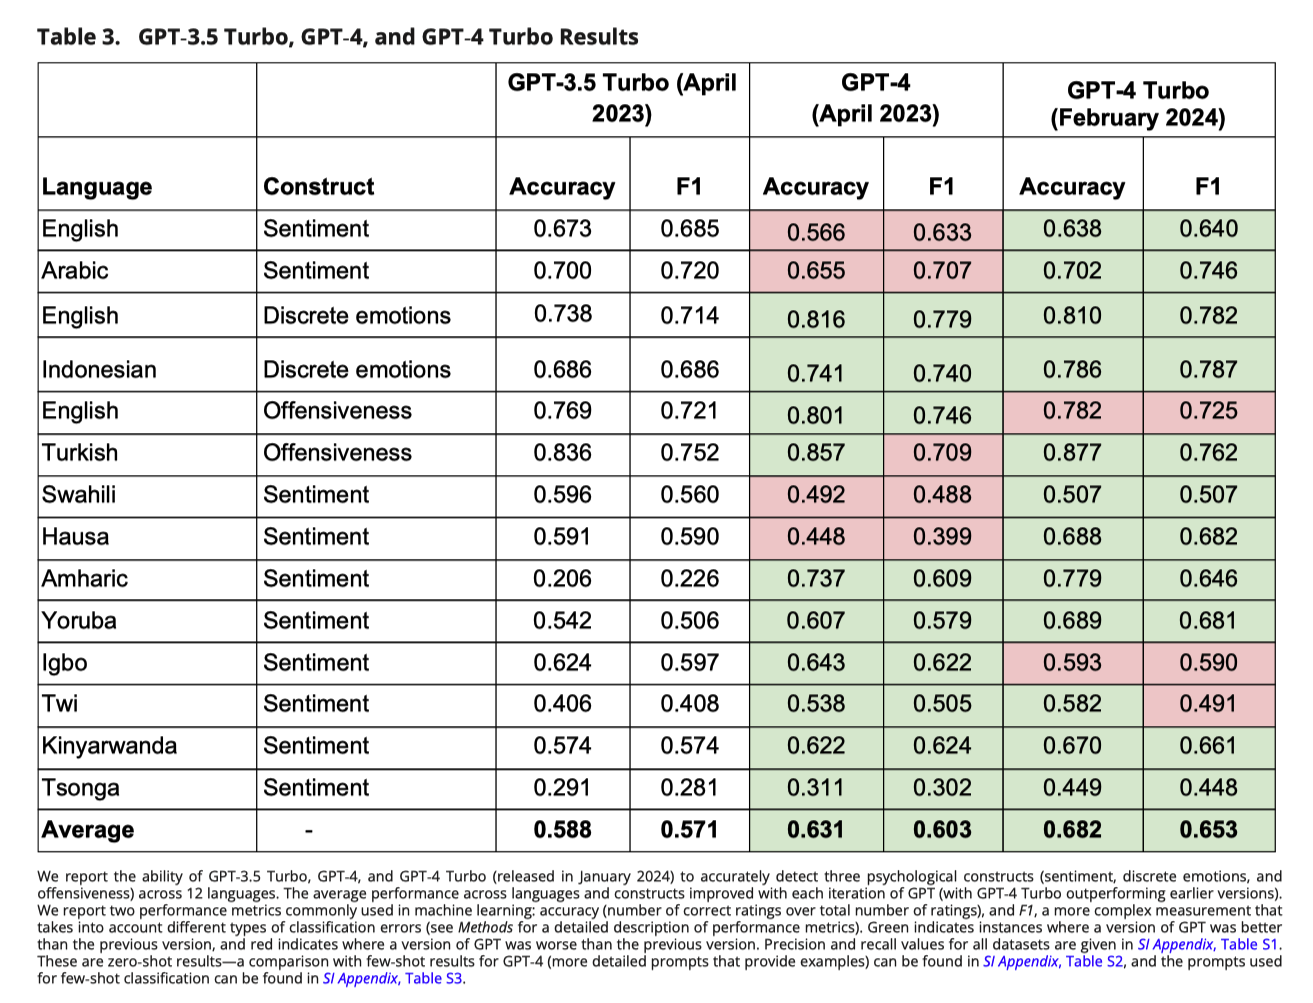 Table 3. GPT-3.5 Turbo, GPT-4, and GPT-4 Turbo Results
GPT-3.5 Turbo (April 2023) GPT-4 (April 2023) GPT-4 Turbo (February 2024)
Language Construct Accuracy F1 Accuracy F1 Accuracy F1
English Sentiment 0.673 0.685 0.566 0.633 0.638 0.640
Arabic Sentiment 0.700 0.720 0.655 0.707 0.702 0.746
English Discrete emotions 0.738 0.714 0.816 0.779 0.810 0.782
Indonesian Discrete emotions 0.686 0.686 0.741 0.740 0.786 0.787
English Offensiveness 0.769 0.721 0.801 0.746 0.782 0.725
Turkish Offensiveness 0.836 0.752 0.857 0.709 0.877 0.762
Swahili Sentiment 0.596 0.560 0.492 0.488 0.507 0.507
Hausa Sentiment 0.591 0.590 0.448 0.399 0.688 0.682
Amharic Sentiment 0.206 0.226 0.737 0.609 0.779 0.646
Yoruba Sentiment 0.542 0.506 0.607 0.579 0.689 0.681
Igbo Sentiment 0.624 0.597 0.643 0.622 0.593 0.590
Twi Sentiment 0.406 0.408 0.538 0.505 0.582 0.491
Kinyarwanda Sentiment 0.574 0.574 0.622 0.624 0.670 0.661
Tsonga Sentiment 0.291 0.281 0.311 0.302 0.449 0.448
Average - 0.588 0.571 0.631 0.603 0.682 0.653
We report the ability of GPT-3.5 Turbo, GPT-4, and GPT-4 Turbo (released in January 2024) to accurately detect three psychological constructs (sentiment, discrete emotions, and
offensiveness) across 12 languages. The average performance across languages and constructs improved with each iteration of GPT (with GPT-4 Turbo outperforming earlier versions).
We report two performance metrics commonly used in machine learning: accuracy (number of correct ratings over total number of ratings), and F1, a more complex measurement that
takes into account different types of classification errors (see Methods for a detailed description of performance metrics). Green indicates instances where a version of GPT was better
than the previous version, and red indicates where a version of GPT was worse than the previous version. Precision and recall values for all datasets are given in SI Appendix, Table S1.
These are zero-shot results—a comparison with few-shot results for GPT-4 (more detailed prompts that provide examples) can be found in SI Appendix, Table S2, and the prompts used
for few-shot classification can be found in SI Appendix, Table S3.